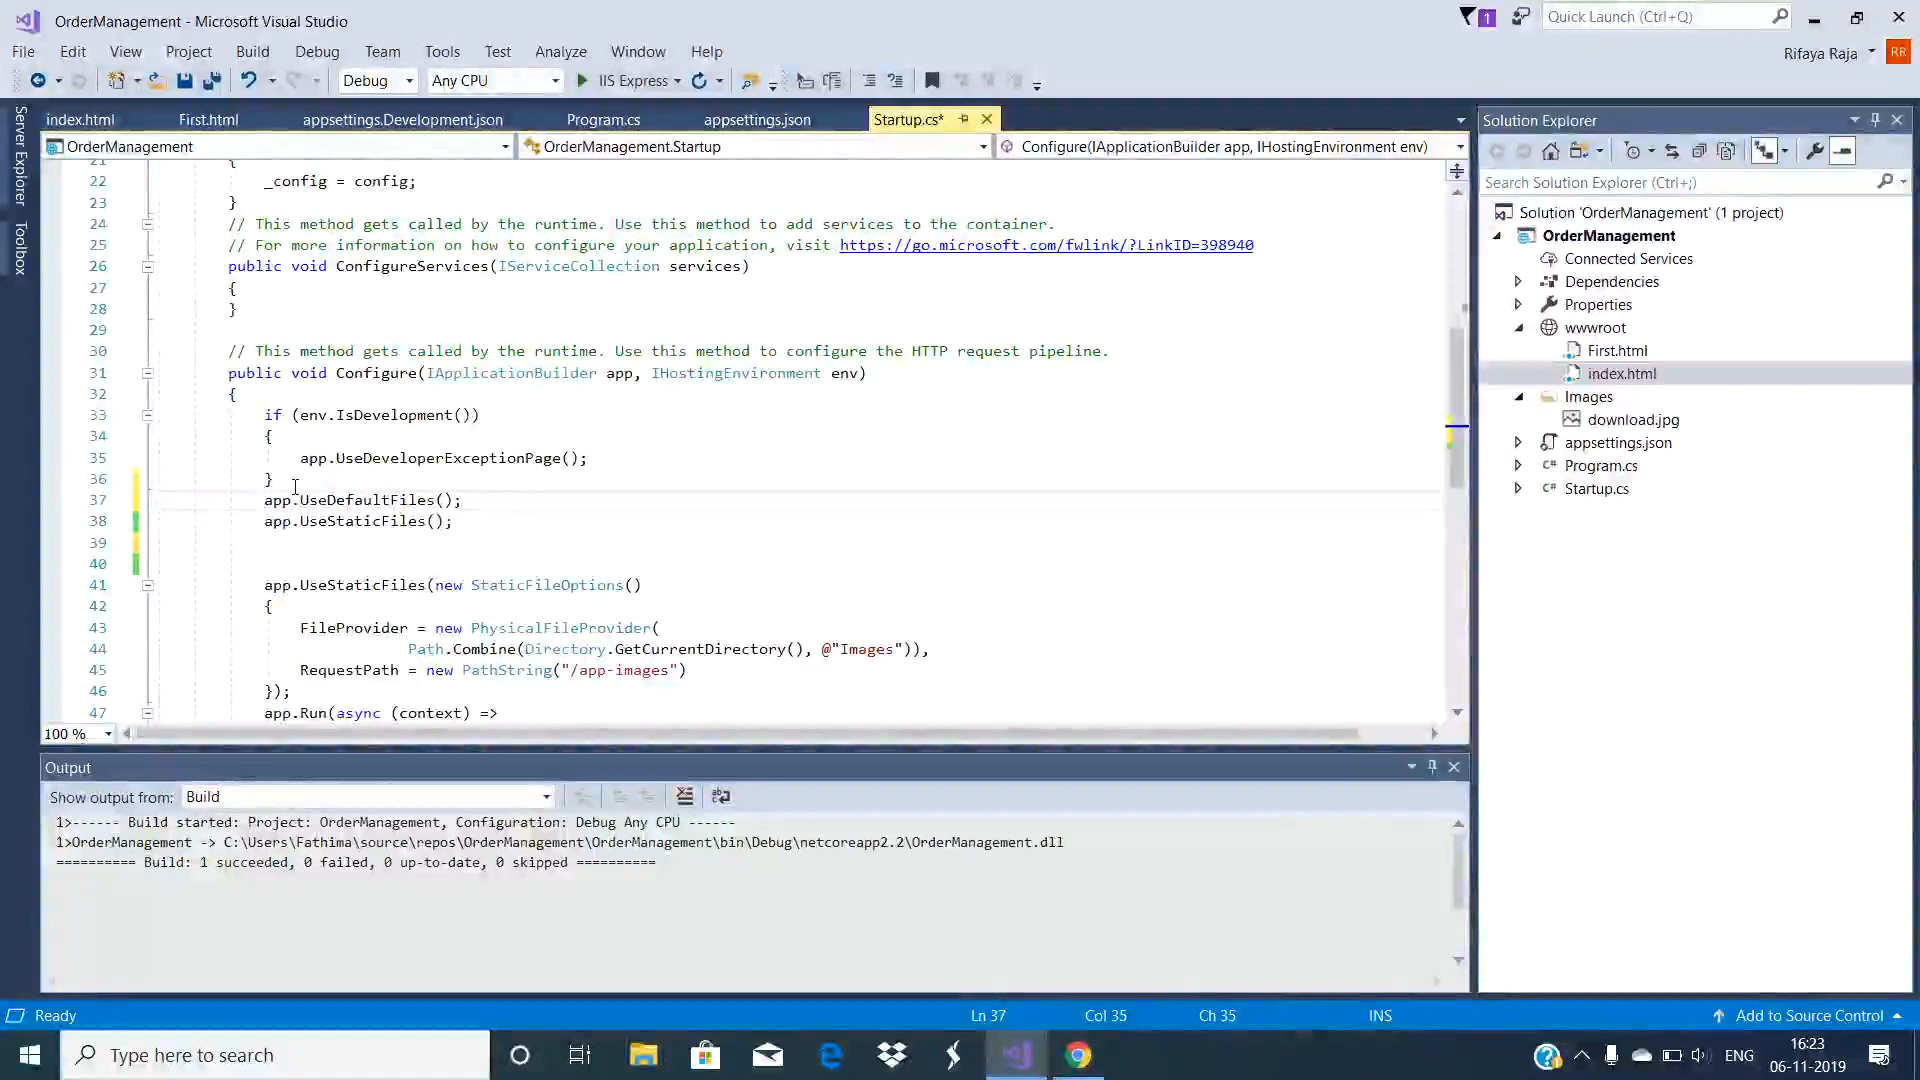 OrderManagement - Microsoft Visual Studio
1
Quick Launch (Ctrl+Q)
File Edit View Project Build Debug Team Tools Test Analyze Window Help
Rifaya Raja RR
Debug Any CPU IIS Express
Server Explorer
Toolbox
index.html First.html appsettings.Development.json Program.cs appsettings.json Startup.cs*
OrderManagement OrderManagement.Startup Configure(IApplicationBuilder app, IHostingEnvironment env)
21 {
22 _config = config;
23 }
24 // This method gets called by the runtime. Use this method to add services to the container.
25 // For more information on how to configure your application, visit https://go.microsoft.com/fwlink/?LinkID=398940
26 public void ConfigureServices(IServiceCollection services)
27 {
28 }
29
30 // This method gets called by the runtime. Use this method to configure the HTTP request pipeline.
31 public void Configure(IApplicationBuilder app, IHostingEnvironment env)
32 {
33 if (env.IsDevelopment())
34 {
35 app.UseDeveloperExceptionPage();
36 }
37 app.UseDefaultFiles();
38 app.UseStaticFiles();
39
40
41 app.UseStaticFiles(new StaticFileOptions()
42 {
43 FileProvider = new PhysicalFileProvider(
44 Path.Combine(Directory.GetCurrentDirectory(), @"Images")),
45 RequestPath = new PathString("/app-images")
46 });
47 app.Run(async (context) =>
100 %
Solution Explorer
Search Solution Explorer (Ctrl+;)
Solution 'OrderManagement' (1 project)
OrderManagement
Connected Services
Dependencies
Properties
wwwroot
First.html
index.html
Images
download.jpg
appsettings.json
C# Program.cs
C# Startup.cs
Output
Show output from: Build
1>------ Build started: Project: OrderManagement, Configuration: Debug Any CPU ------
1>OrderManagement -> C:\Users\Fathima\source\repos\OrderManagement\OrderManagement\bin\Debug\netcoreapp2.2\OrderManagement.dll
========== Build: 1 succeeded, 0 failed, 0 up-to-date, 0 skipped ==========
Ready Ln 37 Col 35 Ch 35 INS Add to Source Control
Type here to search
ENG
16:23
06-11-2019